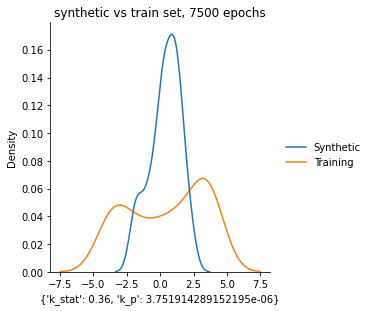 synthetic vs train set, 7500 epochs
0.16
0.14
0.12
0.10
0.08
0.06
0.04
0.02
0.00
Density
Synthetic
Training
−7.5 −5.0 −2.5 0.0 2.5 5.0 7.5
{'k_stat': 0.36, 'k_p': 3.751914289152195e-06}